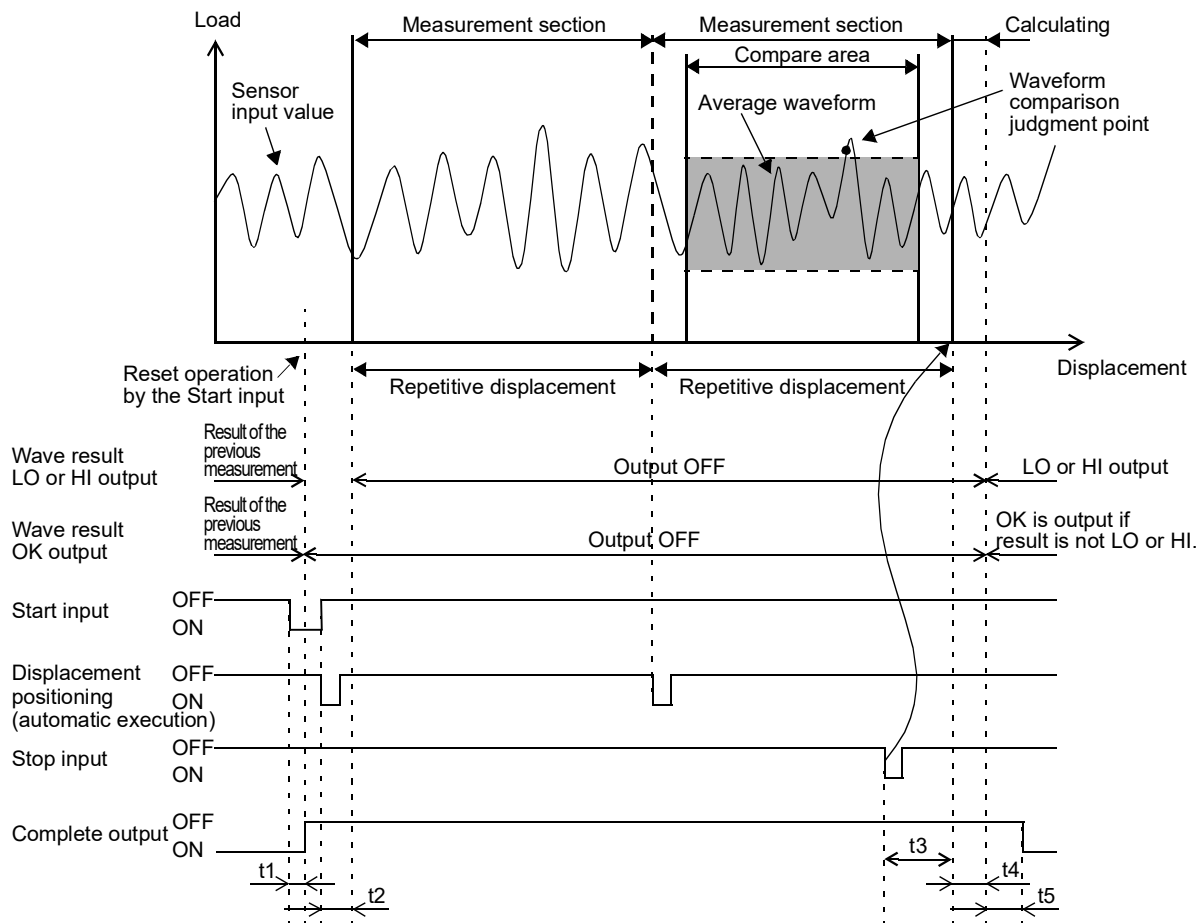 Load
Measurement section
Measurement section
Calculating
Compare area
Sensor
input value
Average waveform
Waveform
comparison
judgment point
Reset operation
by the Start input
Repetitive displacement
Repetitive displacement
Displacement
Wave result
LO or HI output
Result of the
previous
measurement
Output OFF
LO or HI output
Wave result
OK output
Result of the
previous
measurement
Output OFF
OK is output if
result is not LO or HI.
Start input
OFF
ON
Displacement
positioning
(automatic execution)
OFF
ON
Stop input
OFF
ON
Complete output
OFF
ON
t1
t2
t3
t4
t5